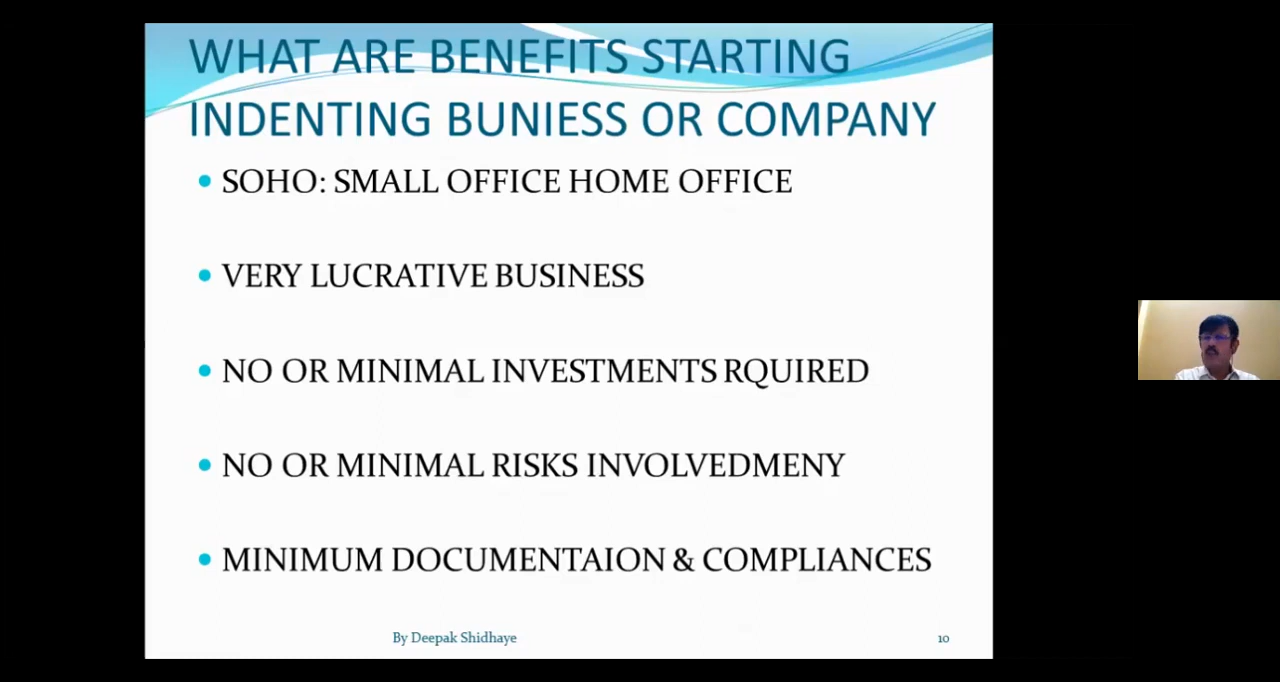 WHAT ARE BENEFITS STARTING
INDENTING BUNIESS OR COMPANY
• SOHO: SMALL OFFICE HOME OFFICE
• VERY LUCRATIVE BUSINESS
• NO OR MINIMAL INVESTMENTS RQUIRED
• NO OR MINIMAL RISKS INVOLVEDMENY
• MINIMUM DOCUMENTAION & COMPLIANCES
By Deepak Shidhaye
10